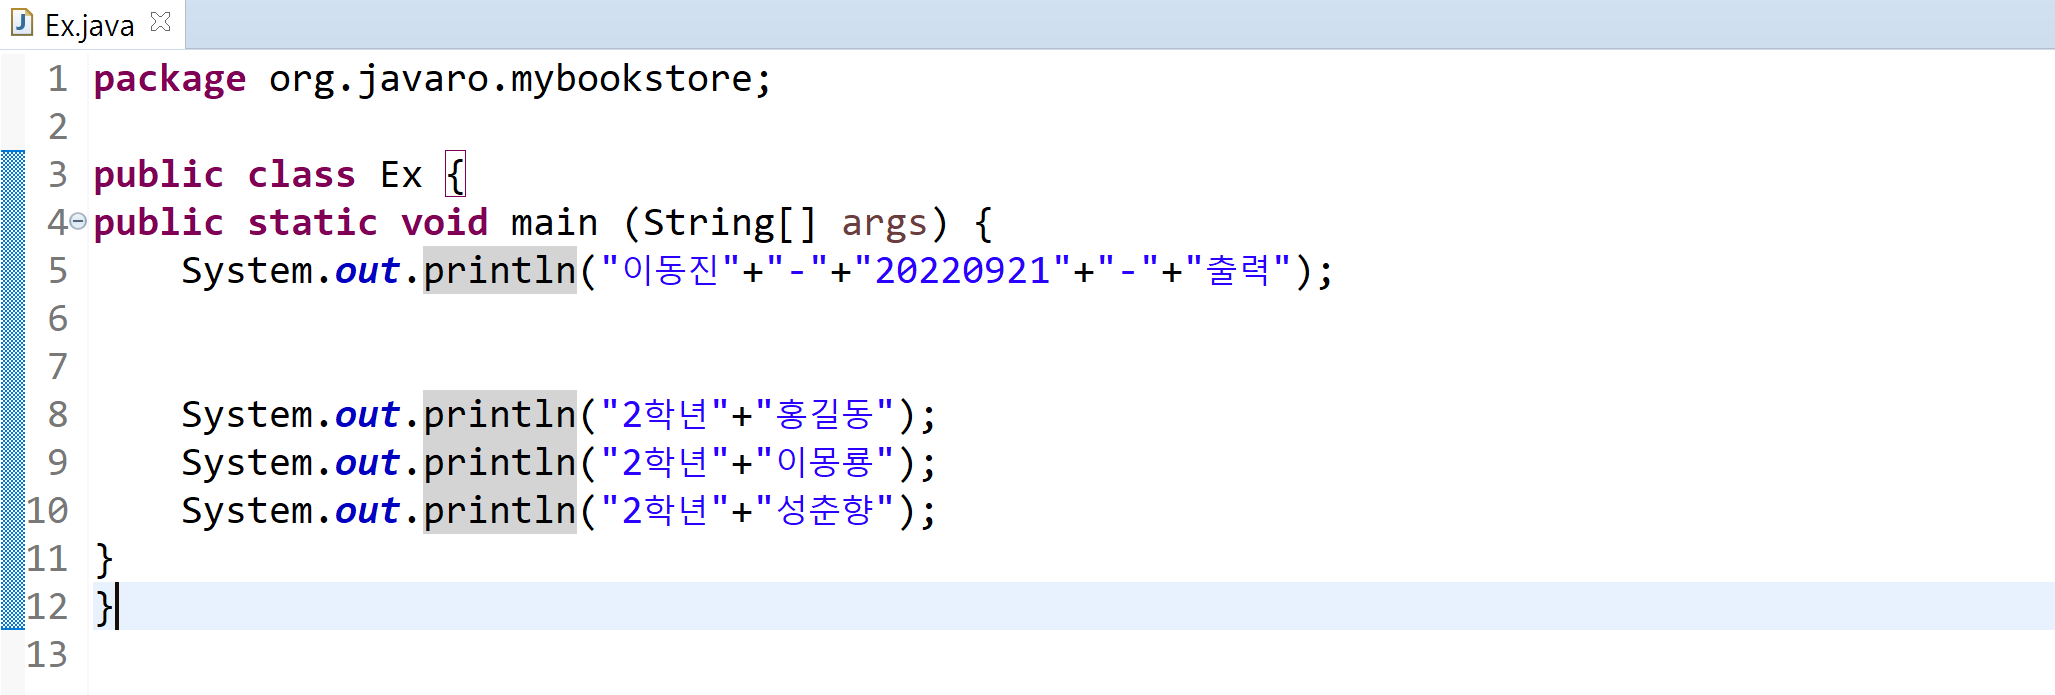 Ex.java
1 package org.javaro.mybookstore;
2
3 public class Ex {
4 public static void main (String[] args) {
5     System.out.println("이동진"+"-"+"20220921"+"-"+"출력");
6
7
8     System.out.println("2학년"+"홍길동");
9     System.out.println("2학년"+"이몽룡");
10     System.out.println("2학년"+"성춘향");
11 }
12 }
13